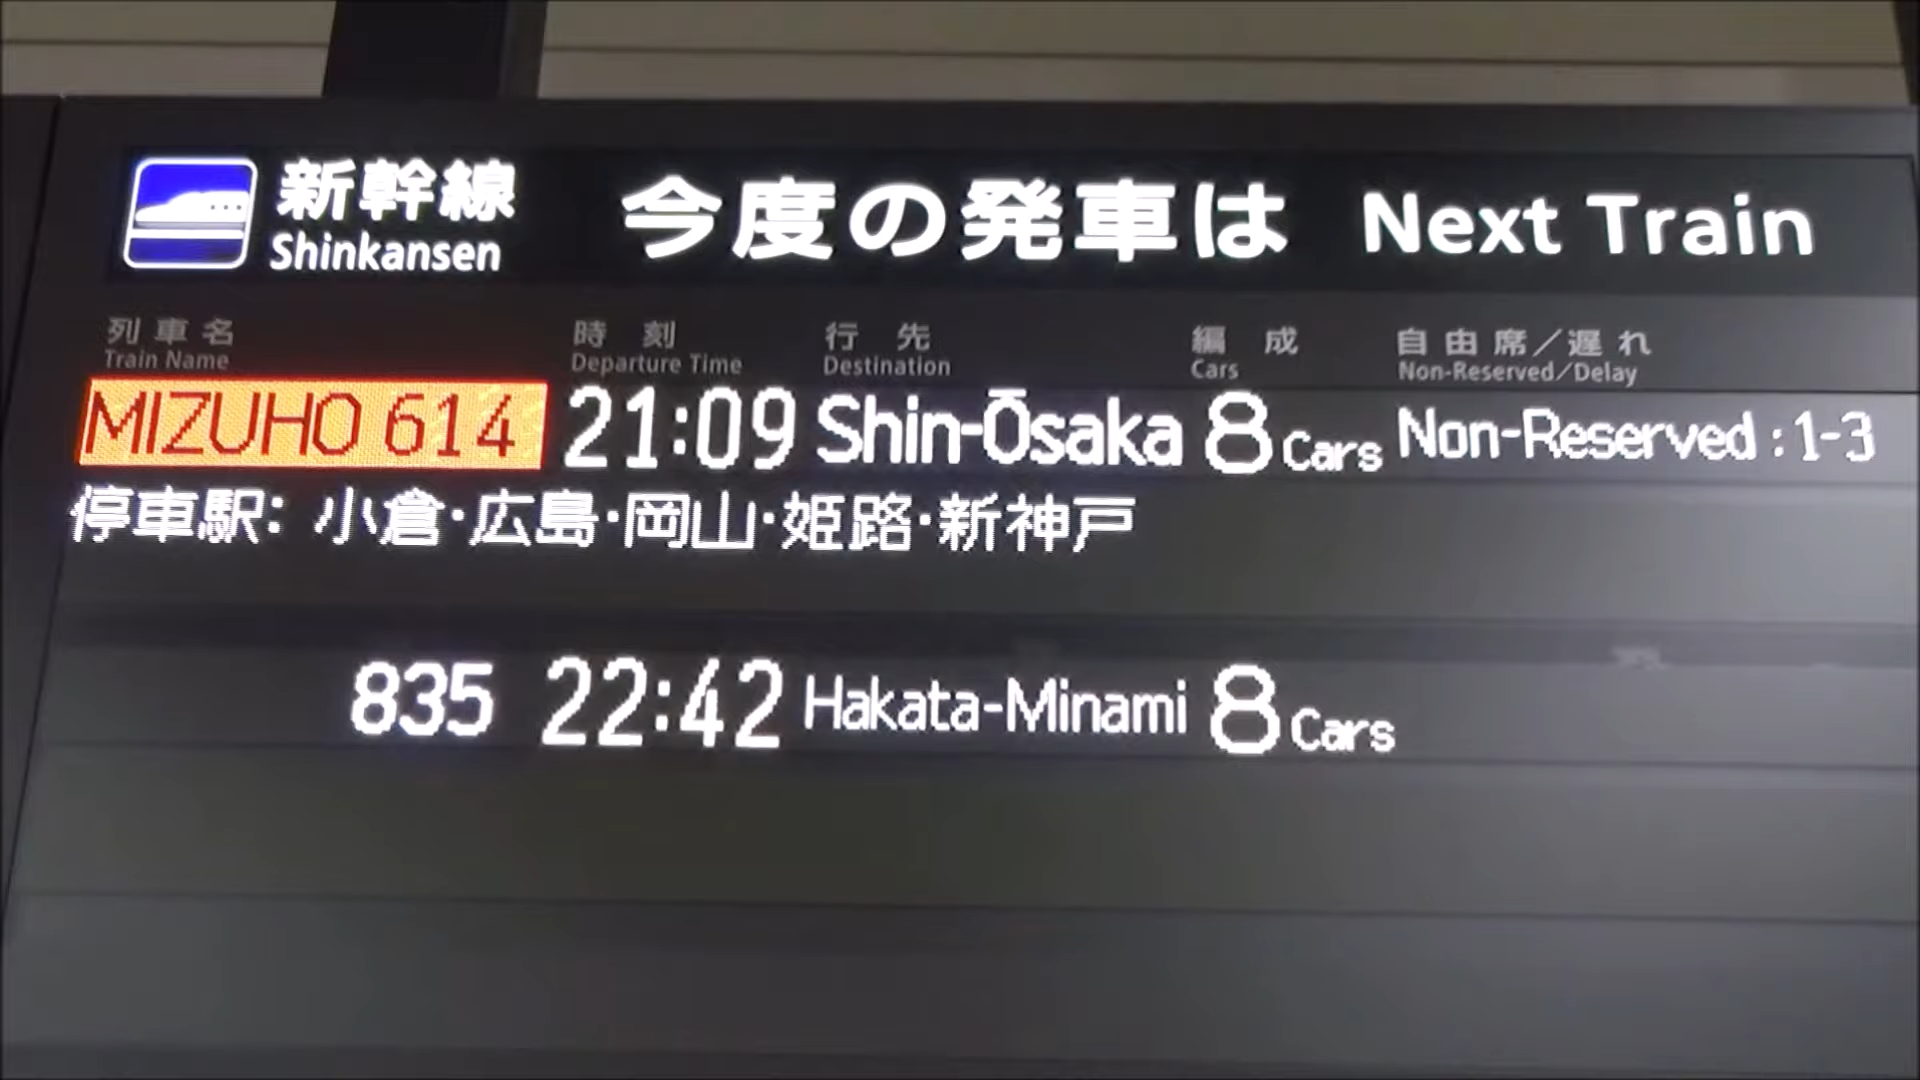 新幹線 今度の発車は Next Train
Shinkansen
列車名 時刻 行先 編成 自由席／遅れ
Train Name Departure Time Destination Cars Non-Reserved／Delay
MIZUHO 614 21:09 Shin-Ōsaka 8 Cars Non-Reserved : 1-3
停車駅: 小倉・広島・岡山・姫路・新神戸
835 22:42 Hakata-Minami 8 Cars